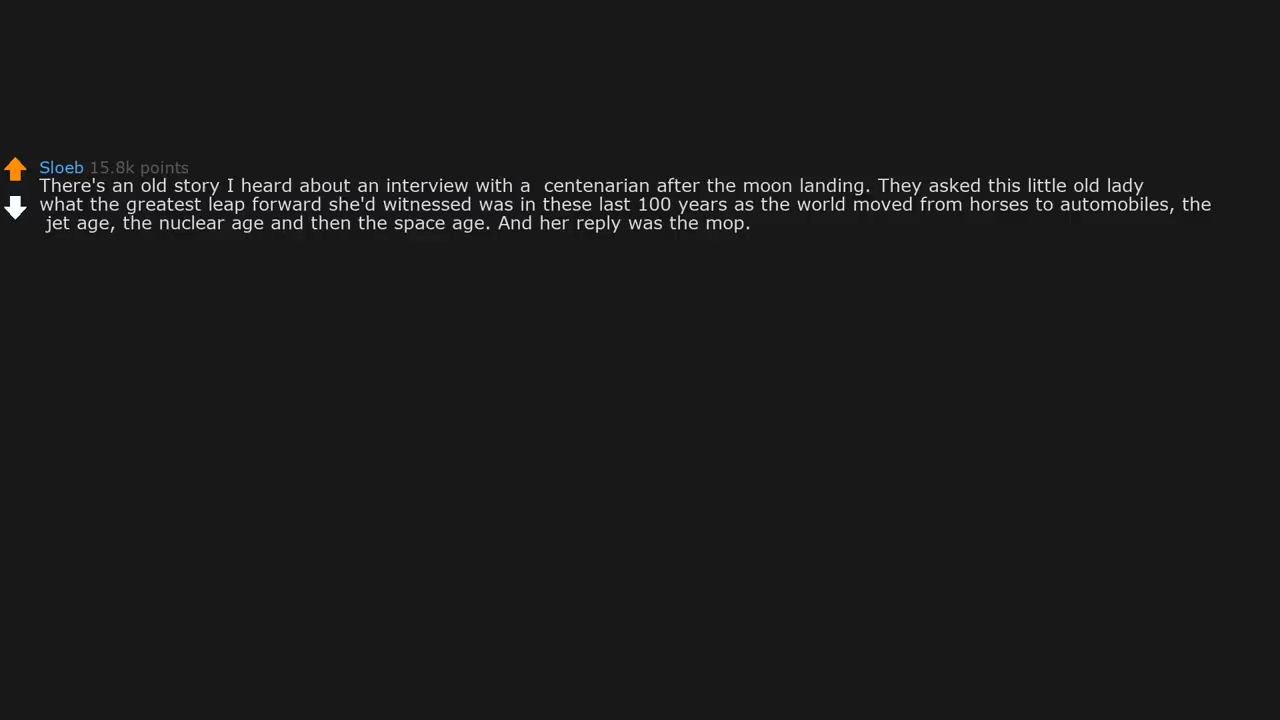 Sloeb 15.8k points
There's an old story I heard about an interview with a  centenarian after the moon landing. They asked this little old lady
what the greatest leap forward she'd witnessed was in these last 100 years as the world moved from horses to automobiles, the
jet age, the nuclear age and then the space age. And her reply was the mop.